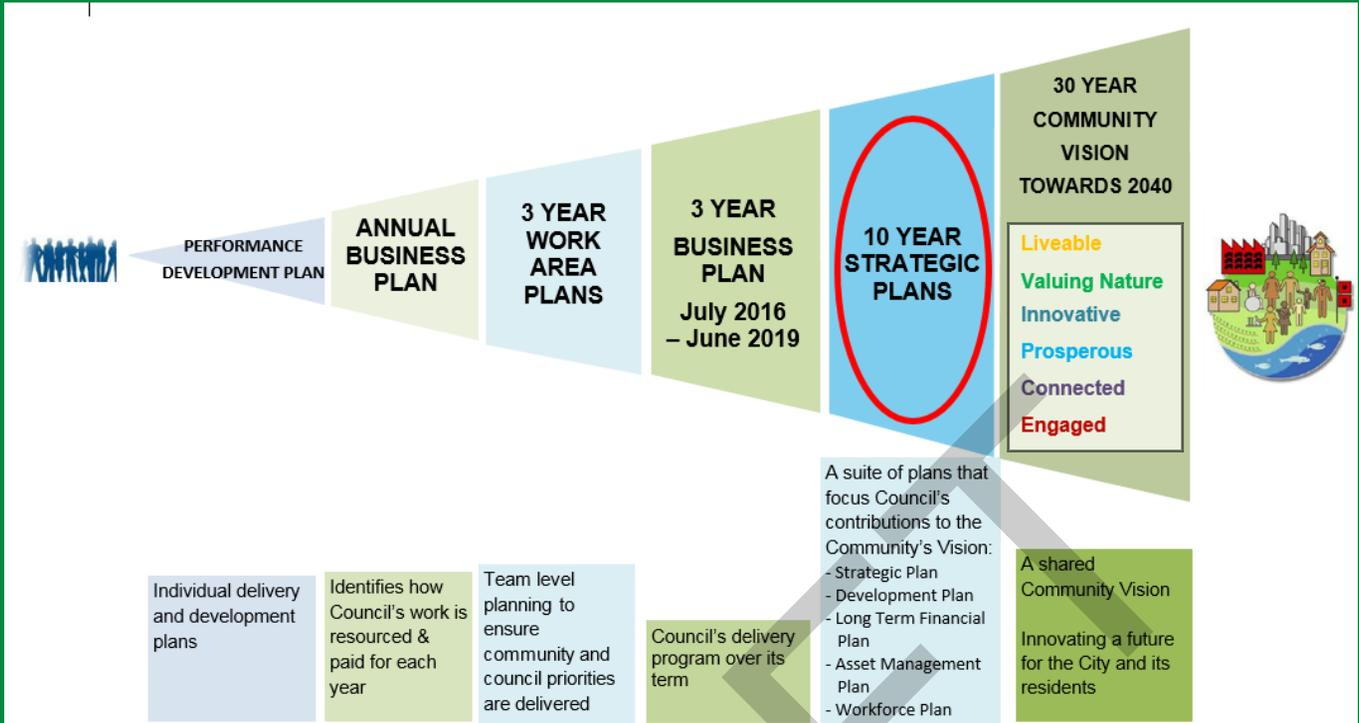 PERFORMANCE
DEVELOPMENT PLAN
ANNUAL
BUSINESS
PLAN
3 YEAR
WORK
AREA
PLANS
3 YEAR
BUSINESS
PLAN
July 2016
– June 2019
10 YEAR
STRATEGIC
PLANS
30 YEAR
COMMUNITY
VISION
TOWARDS 2040
Liveable
Valuing Nature
Innovative
Prosperous
Connected
Engaged
Individual delivery
and development
plans
Identifies how
Council's work is
resourced &
paid for each
year
Team level
planning to
ensure
community and
council priorities
are delivered
Council's delivery
program over its
term
A suite of plans that
focus Council's
contributions to the
Community's Vision:
- Strategic Plan
- Development Plan
- Long Term Financial
Plan
- Asset Management
Plan
- Workforce Plan
A shared
Community Vision
Innovating a future
for the City and its
residents